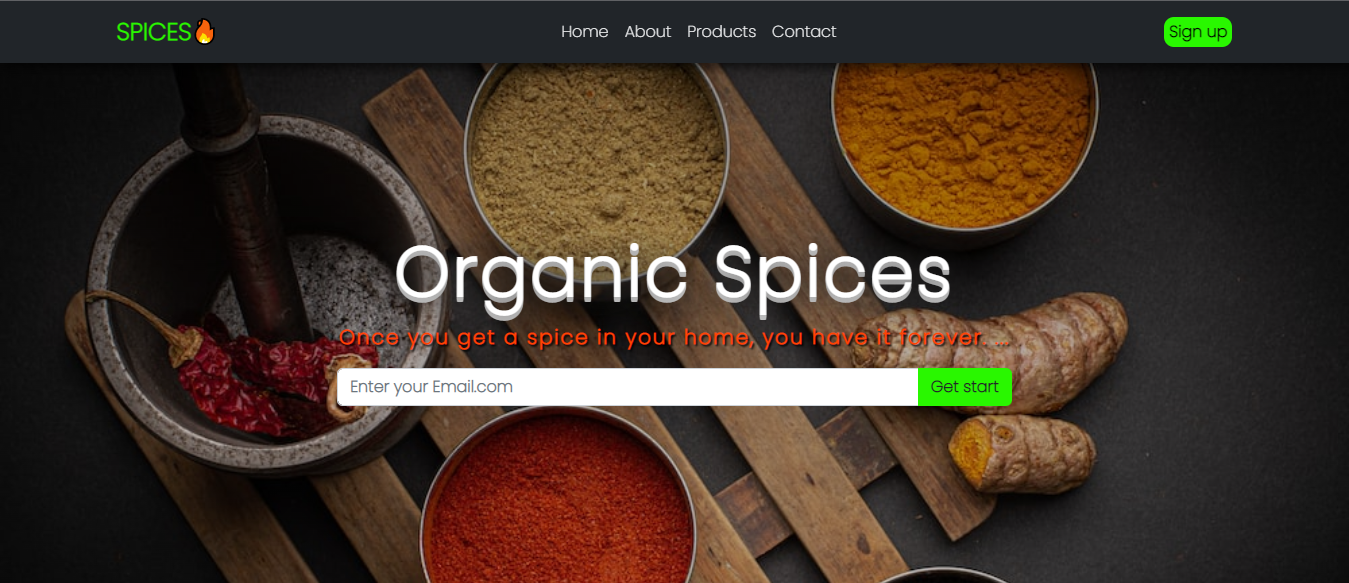 SPICES🔥
Home About Products Contact
Sign up
Organic Spices
Once you get a spice in your home, you have it forever. ...
Enter your Email.com
Get start